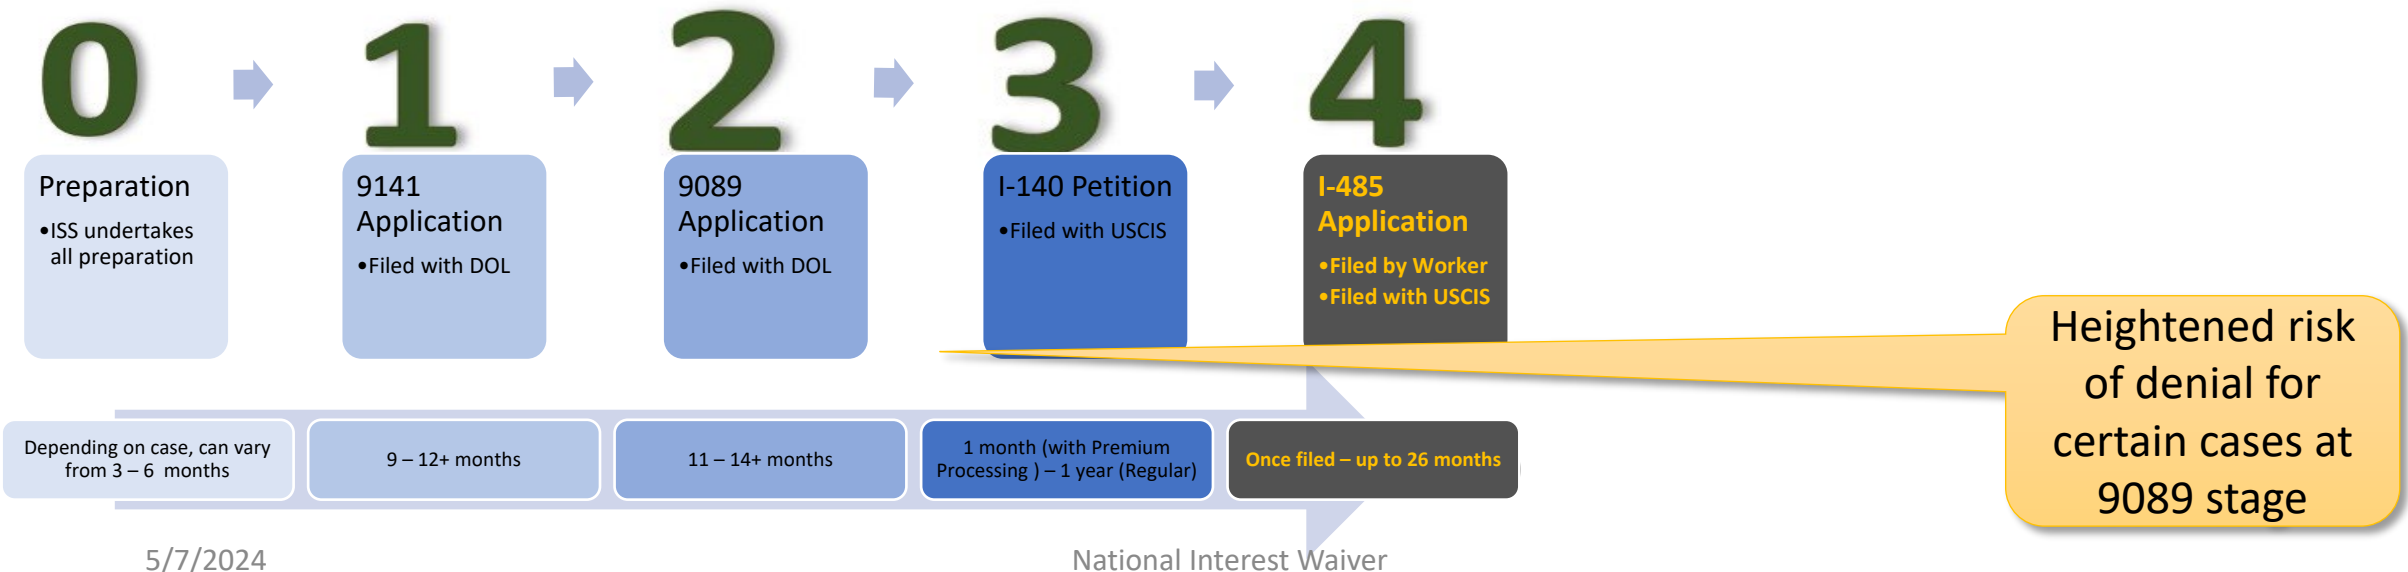 0
1
2
3
4
Preparation
•ISS undertakes
all preparation
9141
Application
•Filed with DOL
9089
Application
•Filed with DOL
I-140 Petition
•Filed with USCIS
I-485
Application
•Filed by Worker
•Filed with USCIS
Heightened risk
of denial for
certain cases at
9089 stage
Depending on case, can vary
from 3 – 6 months
9 – 12+ months
11 – 14+ months
1 month (with Premium
Processing ) – 1 year (Regular)
Once filed – up to 26 months
5/7/2024
National Interest Waiver